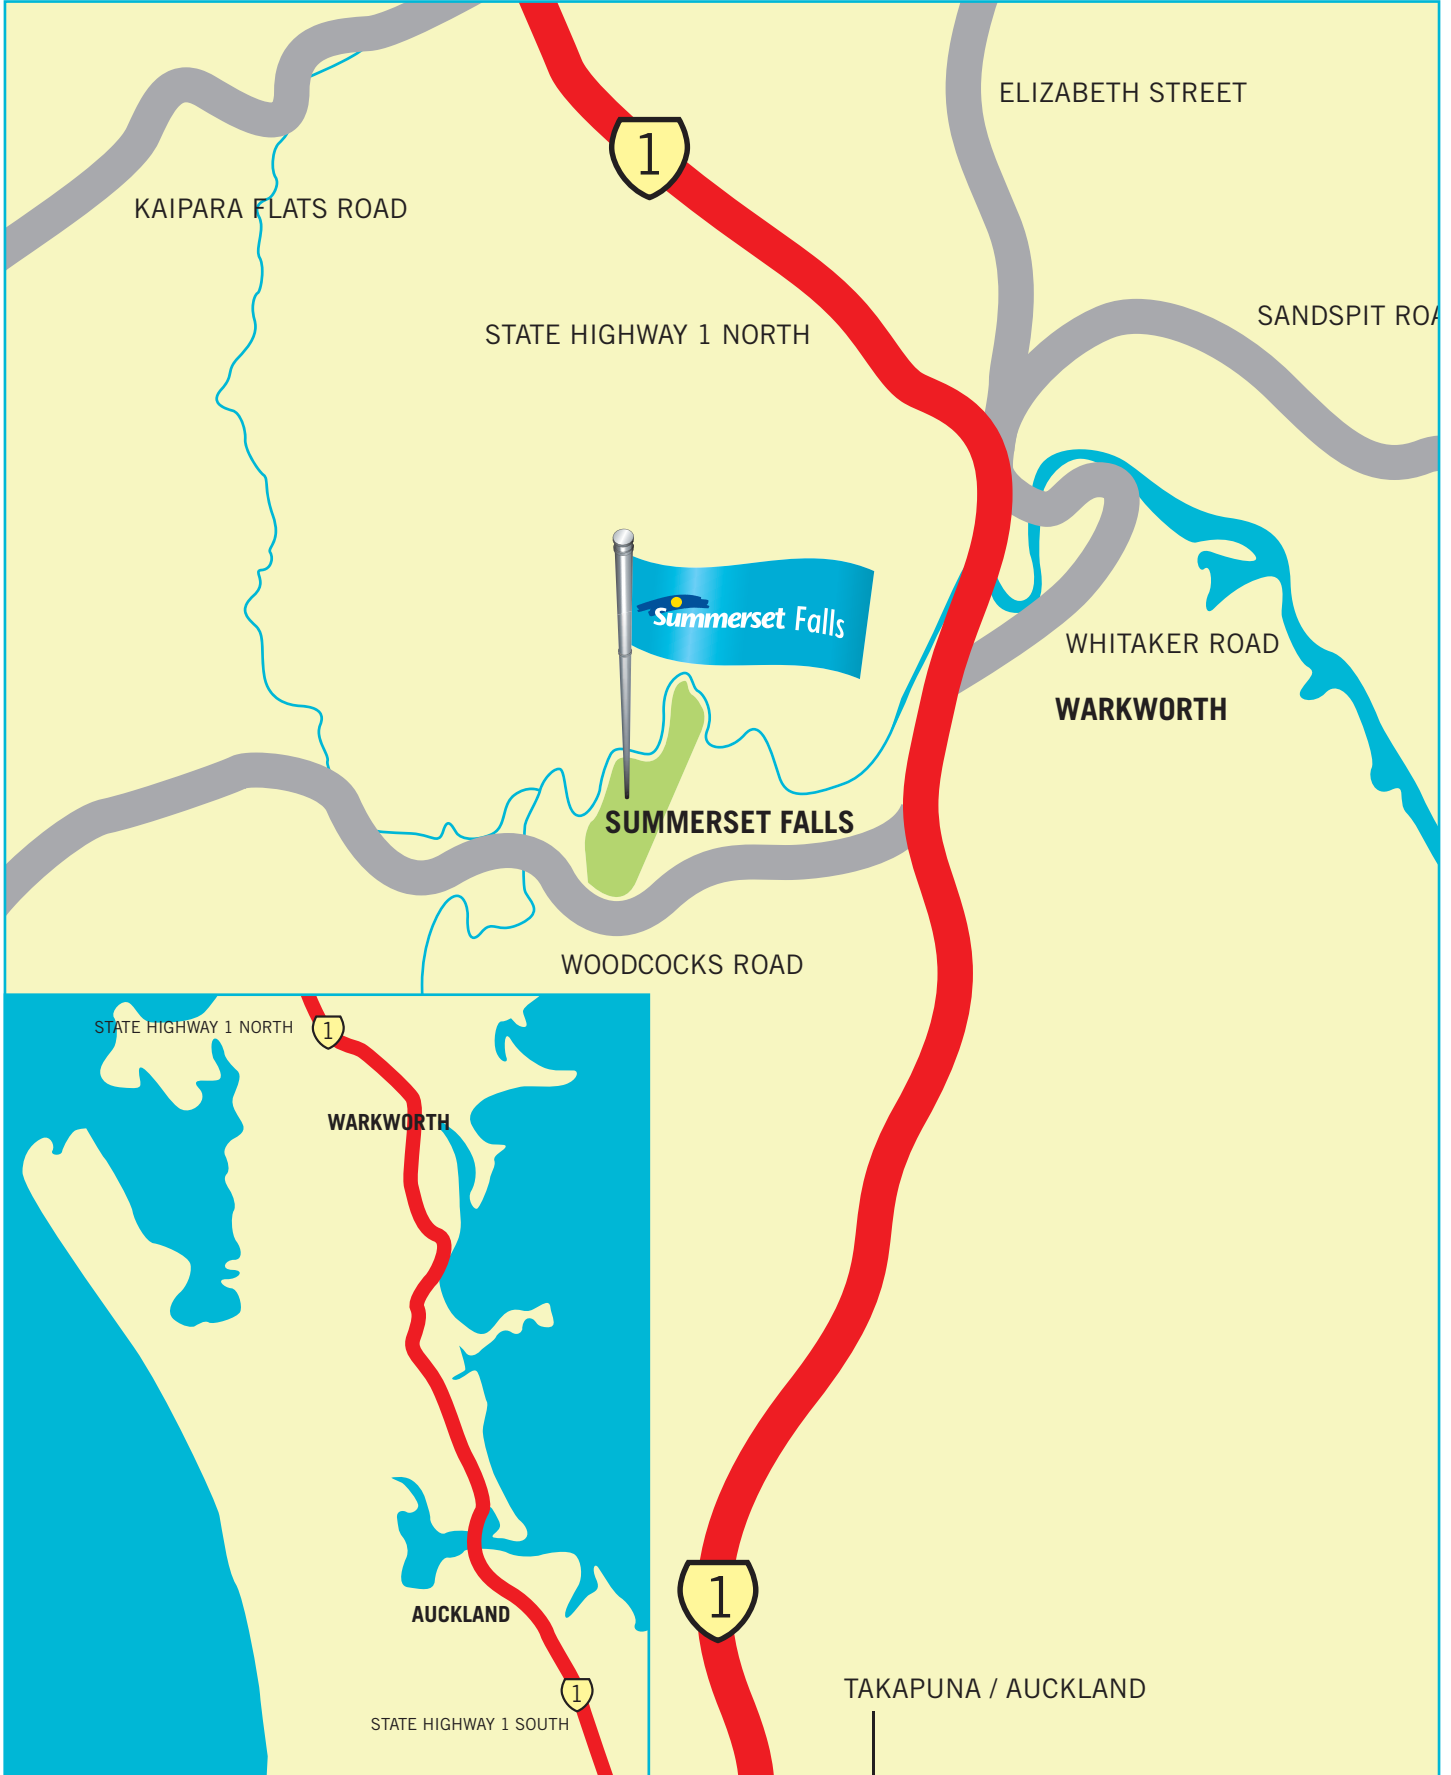 ELIZABETH STREET
1
KAIPARA FLATS ROAD
SANDSPIT ROA
STATE HIGHWAY 1 NORTH
Summerset Falls
WHITAKER ROAD
WARKWORTH
SUMMERSET FALLS
WOODCOCKS ROAD
STATE HIGHWAY 1 NORTH
1
WARKWORTH
AUCKLAND
1
STATE HIGHWAY 1 SOUTH
1
TAKAPUNA / AUCKLAND